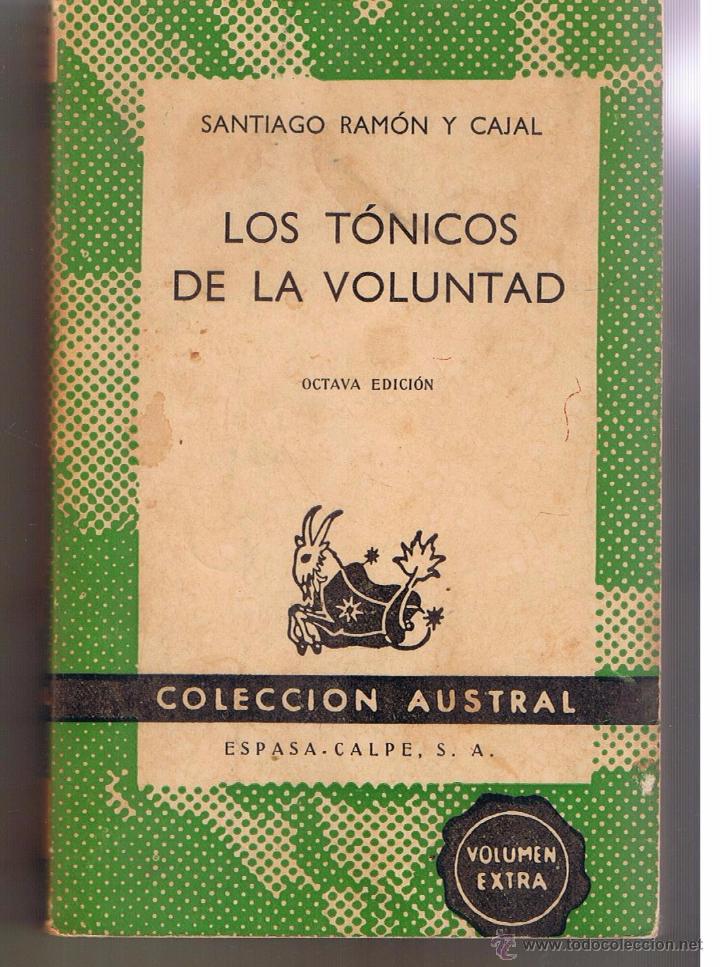 SANTIAGO RAMÓN Y CAJAL
LOS TÓNICOS
DE LA VOLUNTAD
OCTAVA EDICIÓN
COLECCION AUSTRAL
ESPASA-CALPE, S. A.
VOLUMEN
EXTRA
www.todocoleccion.net